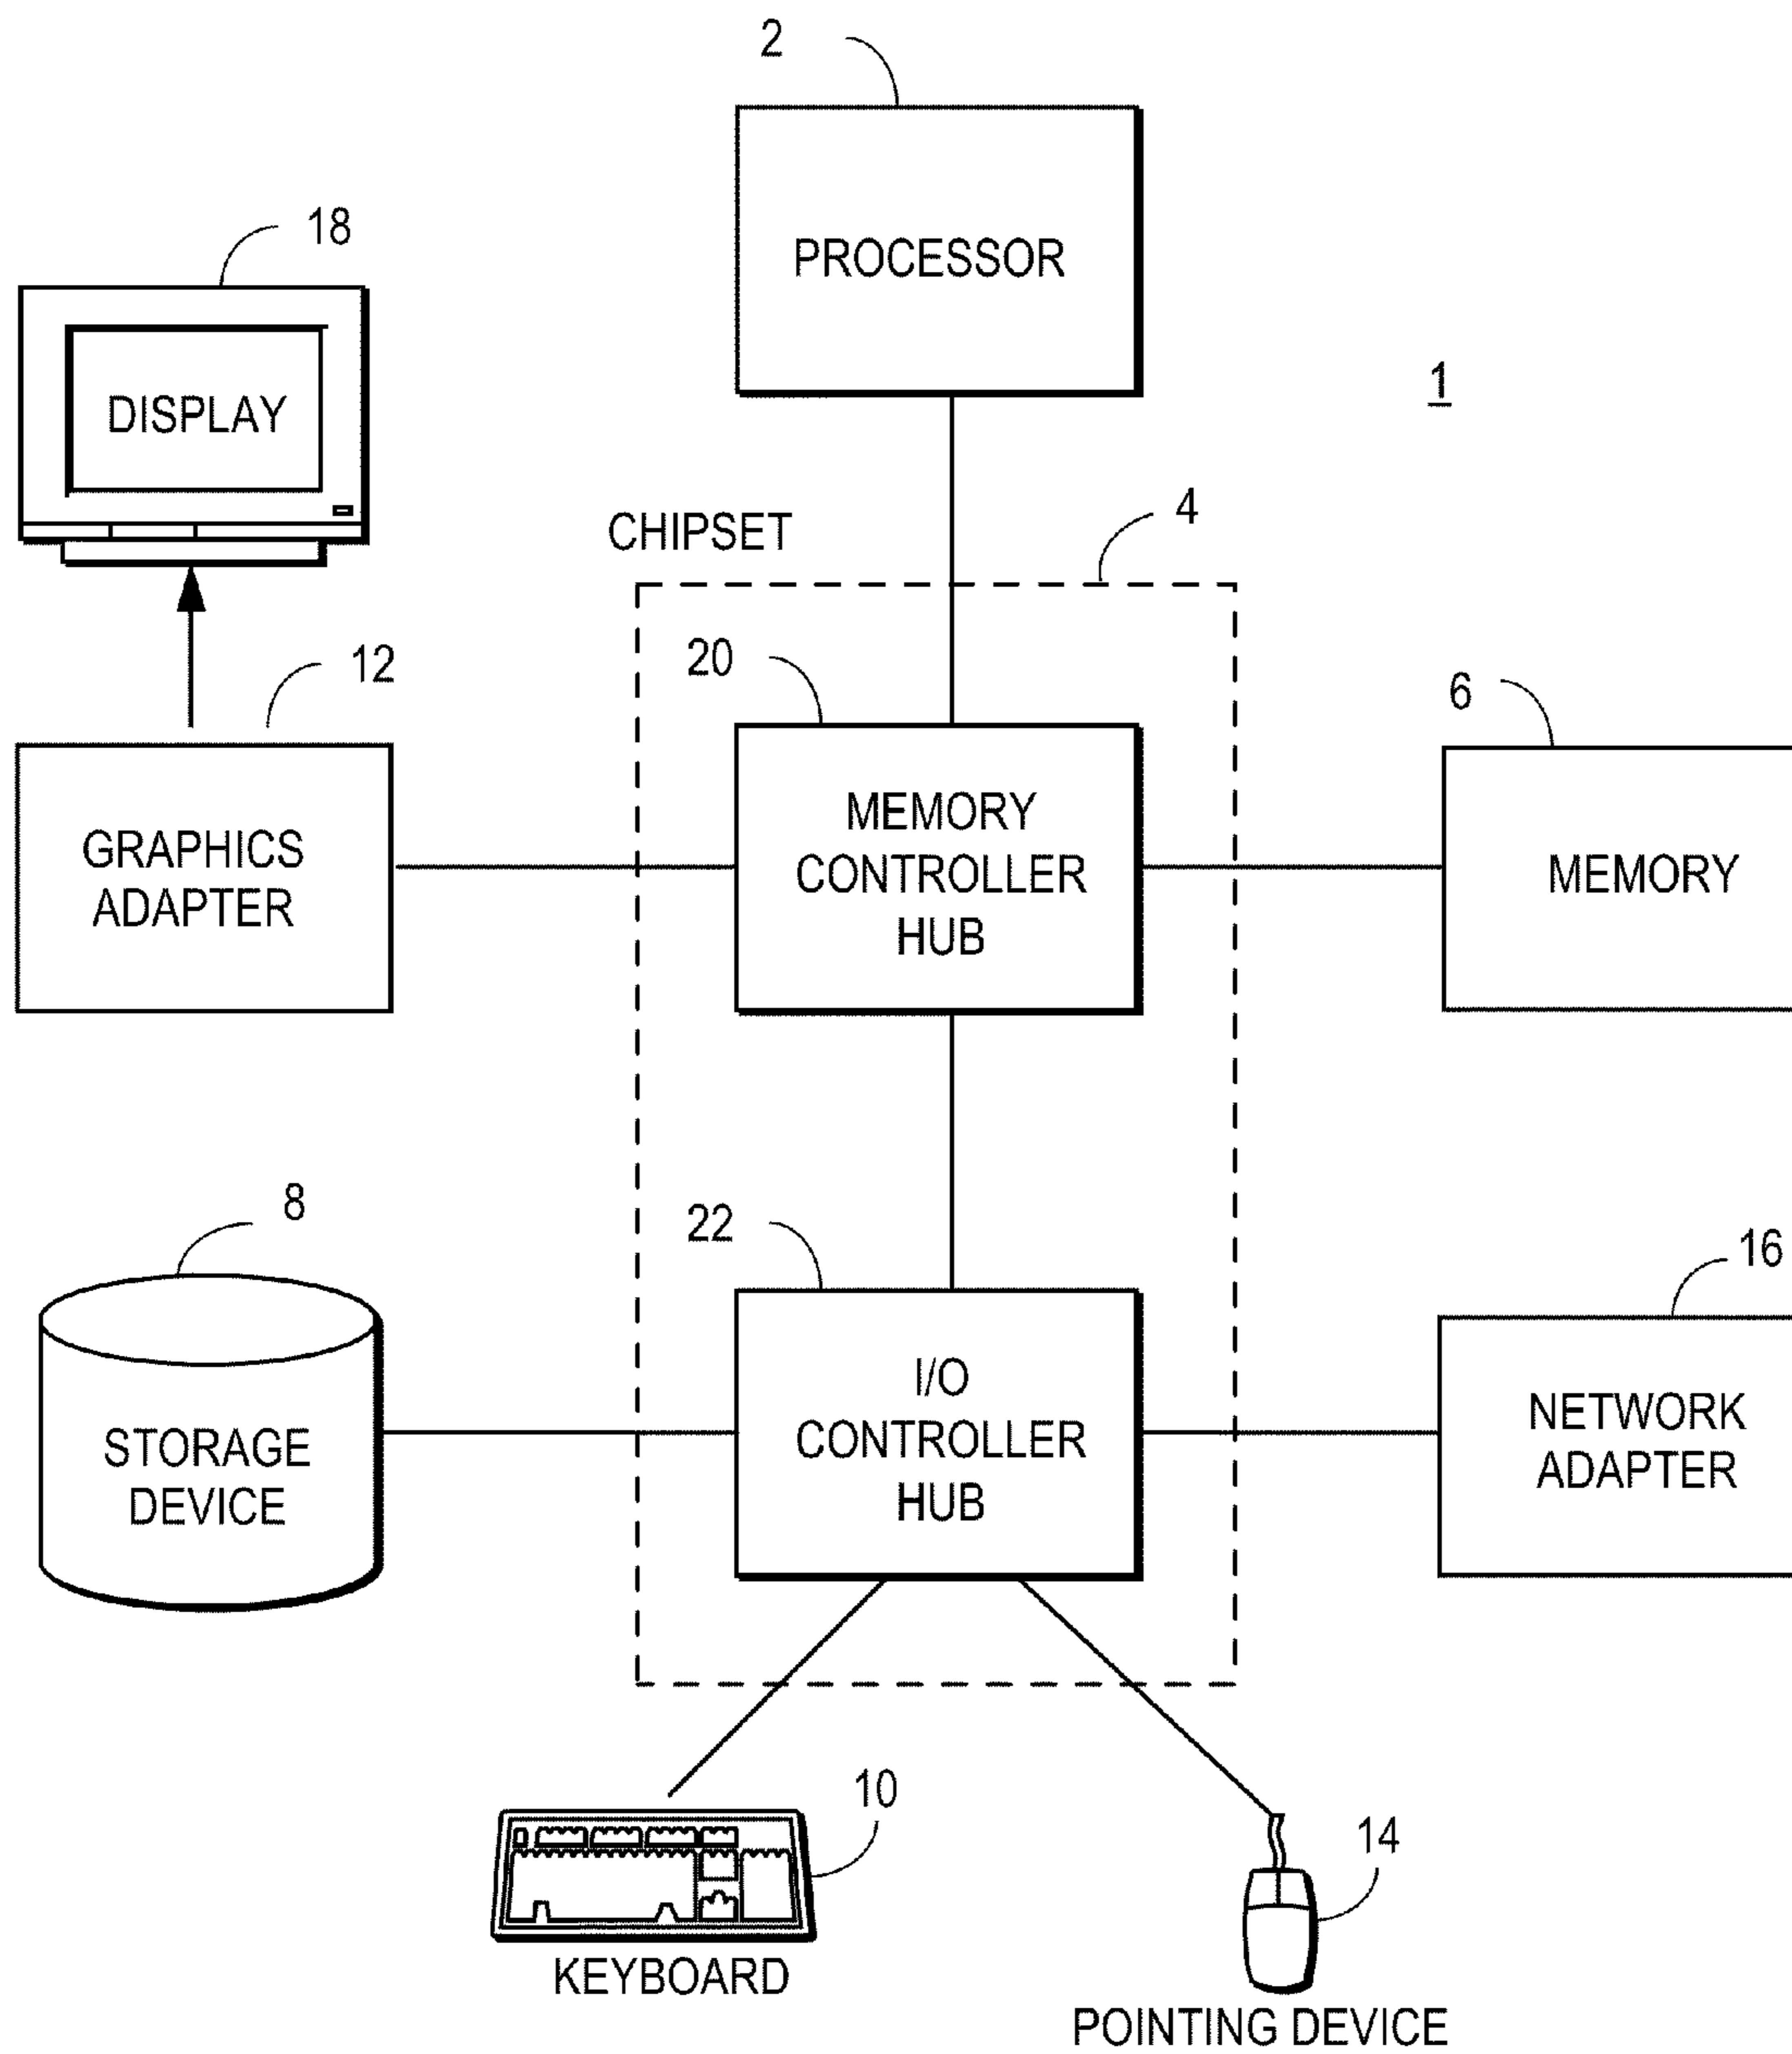 2
PROCESSOR
18
DISPLAY
1
CHIPSET
4
12
GRAPHICS
ADAPTER
20
MEMORY
CONTROLLER
HUB
6
MEMORY
8
STORAGE
DEVICE
22
I/O
CONTROLLER
HUB
16
NETWORK
ADAPTER
10
KEYBOARD
14
POINTING DEVICE